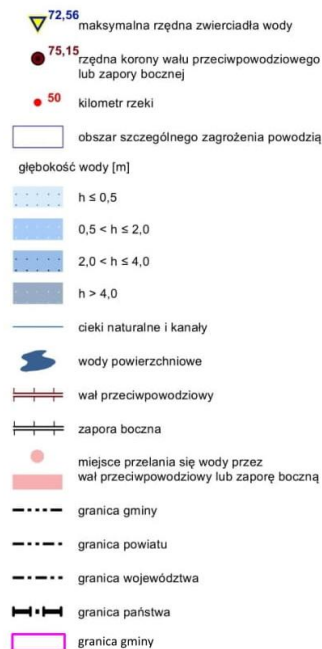 72,56
maksymalna rzędna zwierciadła wody
75,15
rzędna korony wału przeciwpowodziowego
lub zapory bocznej
50
kilometr rzeki
obszar szczególnego zagrożenia powodzią
głębokość wody [m]
h ≤ 0,5
0,5 < h ≤ 2,0
2,0 < h ≤ 4,0
h > 4,0
cieki naturalne i kanały
wody powierzchniowe
wał przeciwpowodziowy
zapora boczna
miejsce przelania się wody przez
wał przeciwpowodziowy lub zaporę boczną
granica gminy
granica powiatu
granica województwa
granica państwa
granica gminy